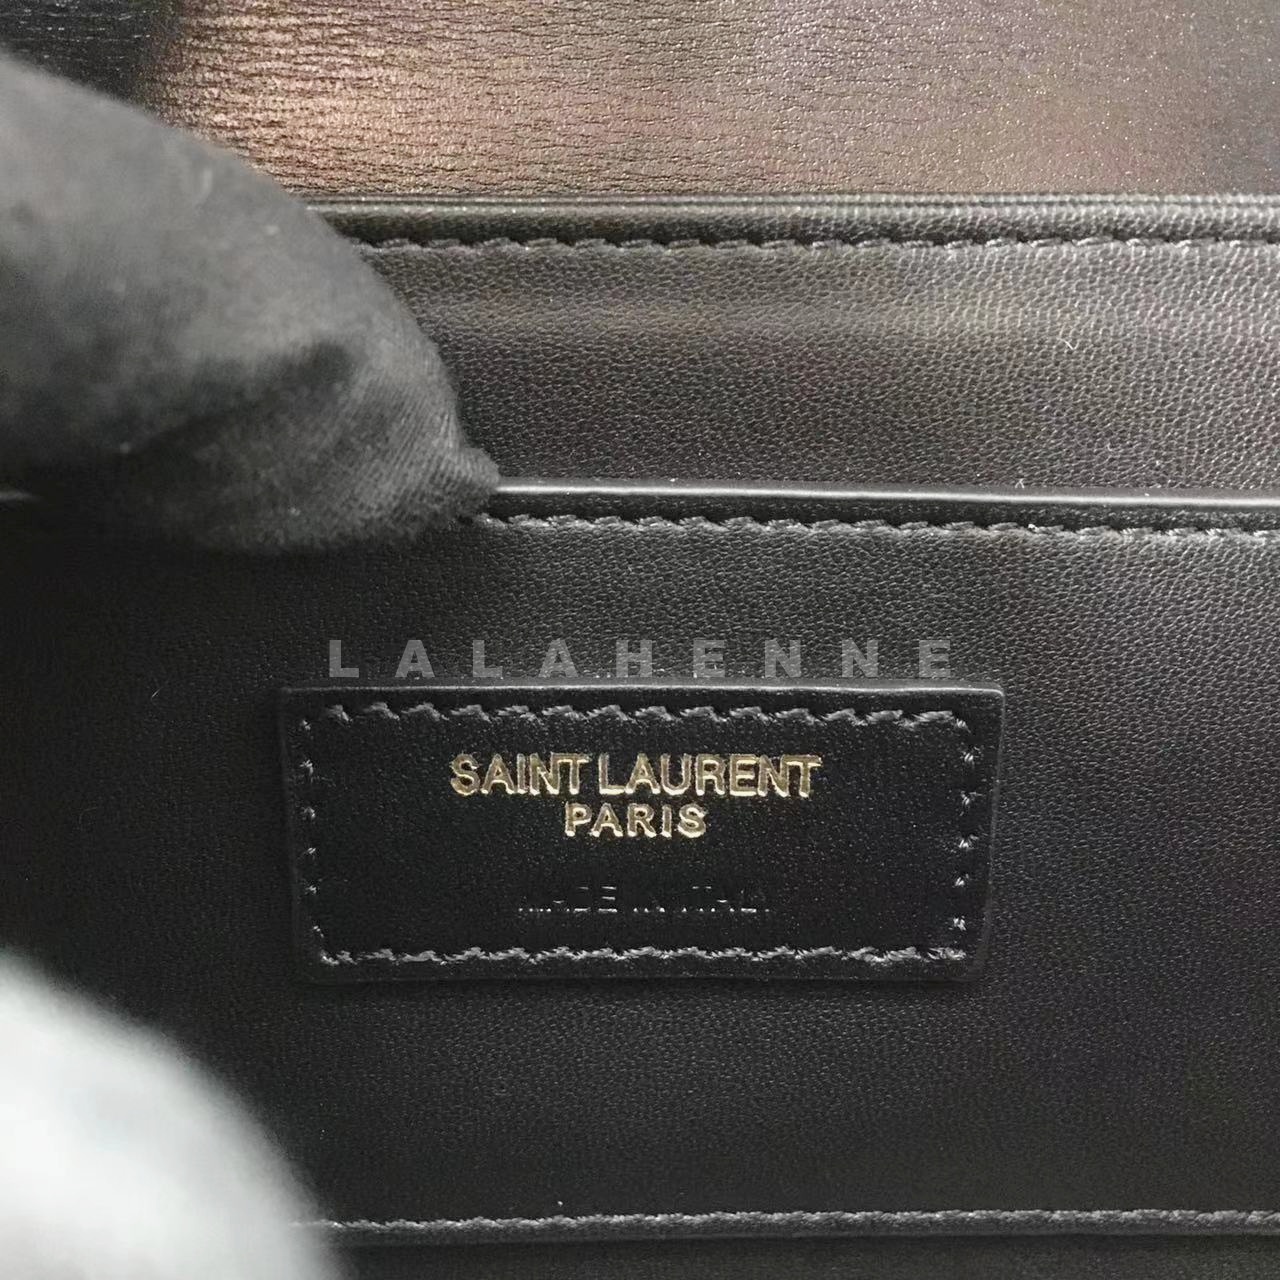 LALAHENNE
SAINT LAURENT
PARIS
MADE IN ITALY